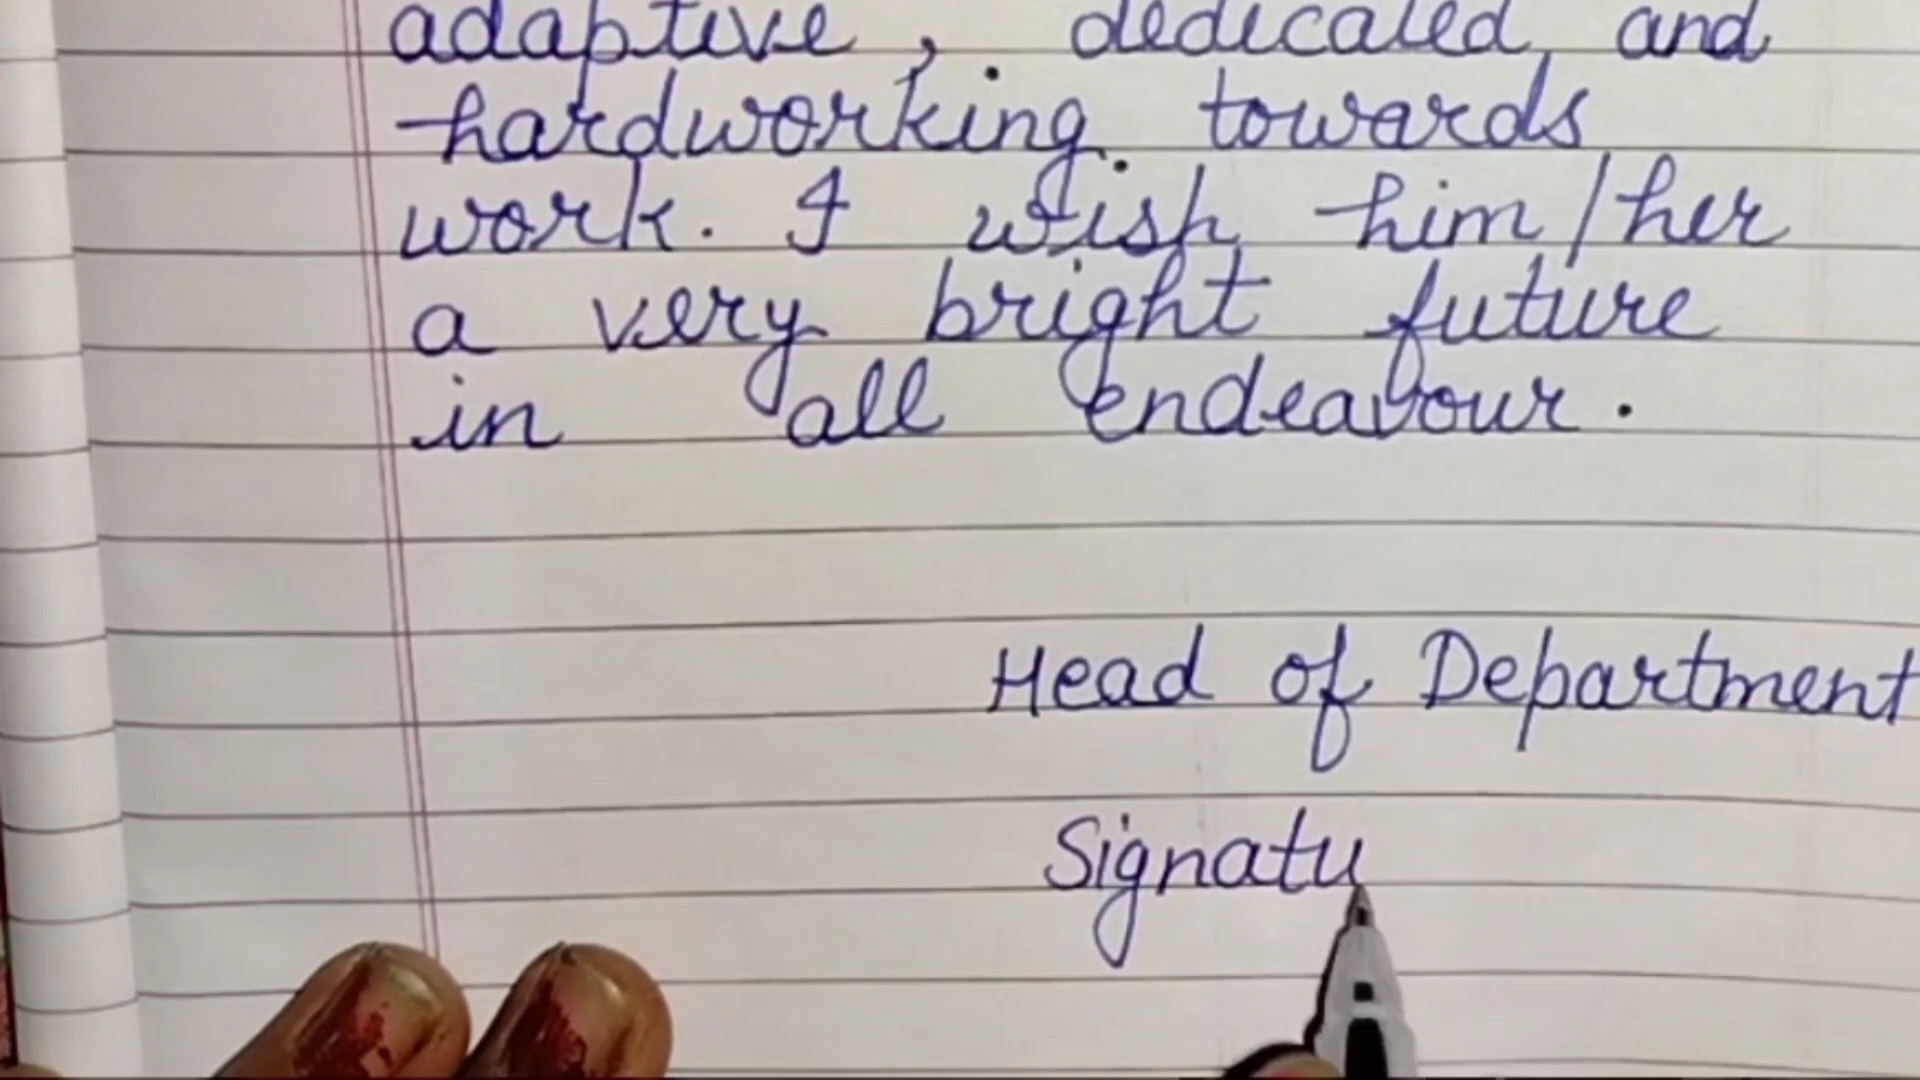 adaptive, dedicated and
hardworking towards
work. I wish him/her
a very bright future
in all endeavour.
Head of Department
Signatu